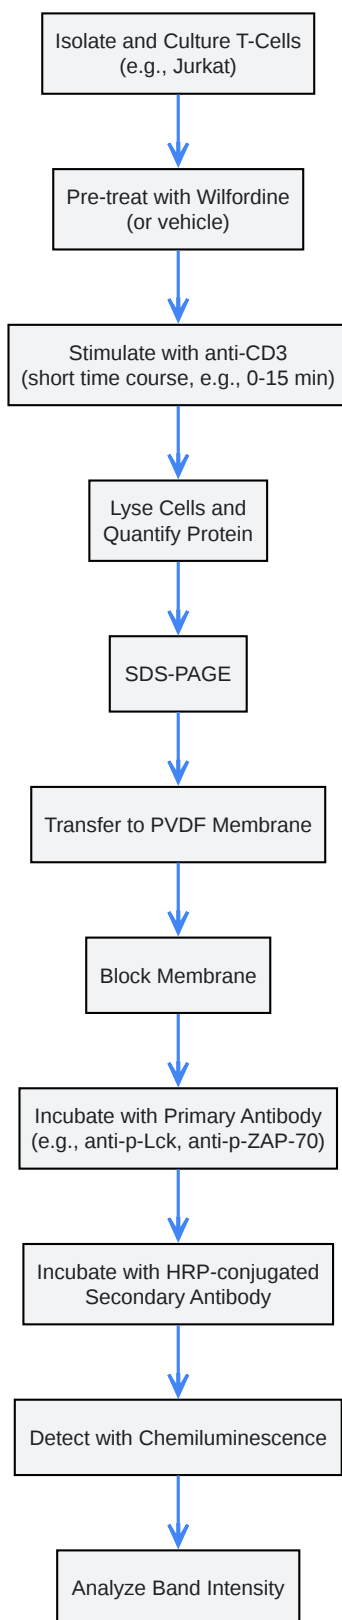 Isolate and Culture T-Cells
(e.g., Jurkat)
Pre-treat with Wilfordine
(or vehicle)
Stimulate with anti-CD3
(short time course, e.g., 0-15 min)
Lyse Cells and
Quantify Protein
SDS-PAGE
Transfer to PVDF Membrane
Block Membrane
Incubate with Primary Antibody
(e.g., anti-p-Lck, anti-p-ZAP-70)
Incubate with HRP-conjugated
Secondary Antibody
Detect with Chemiluminescence
Analyze Band Intensity